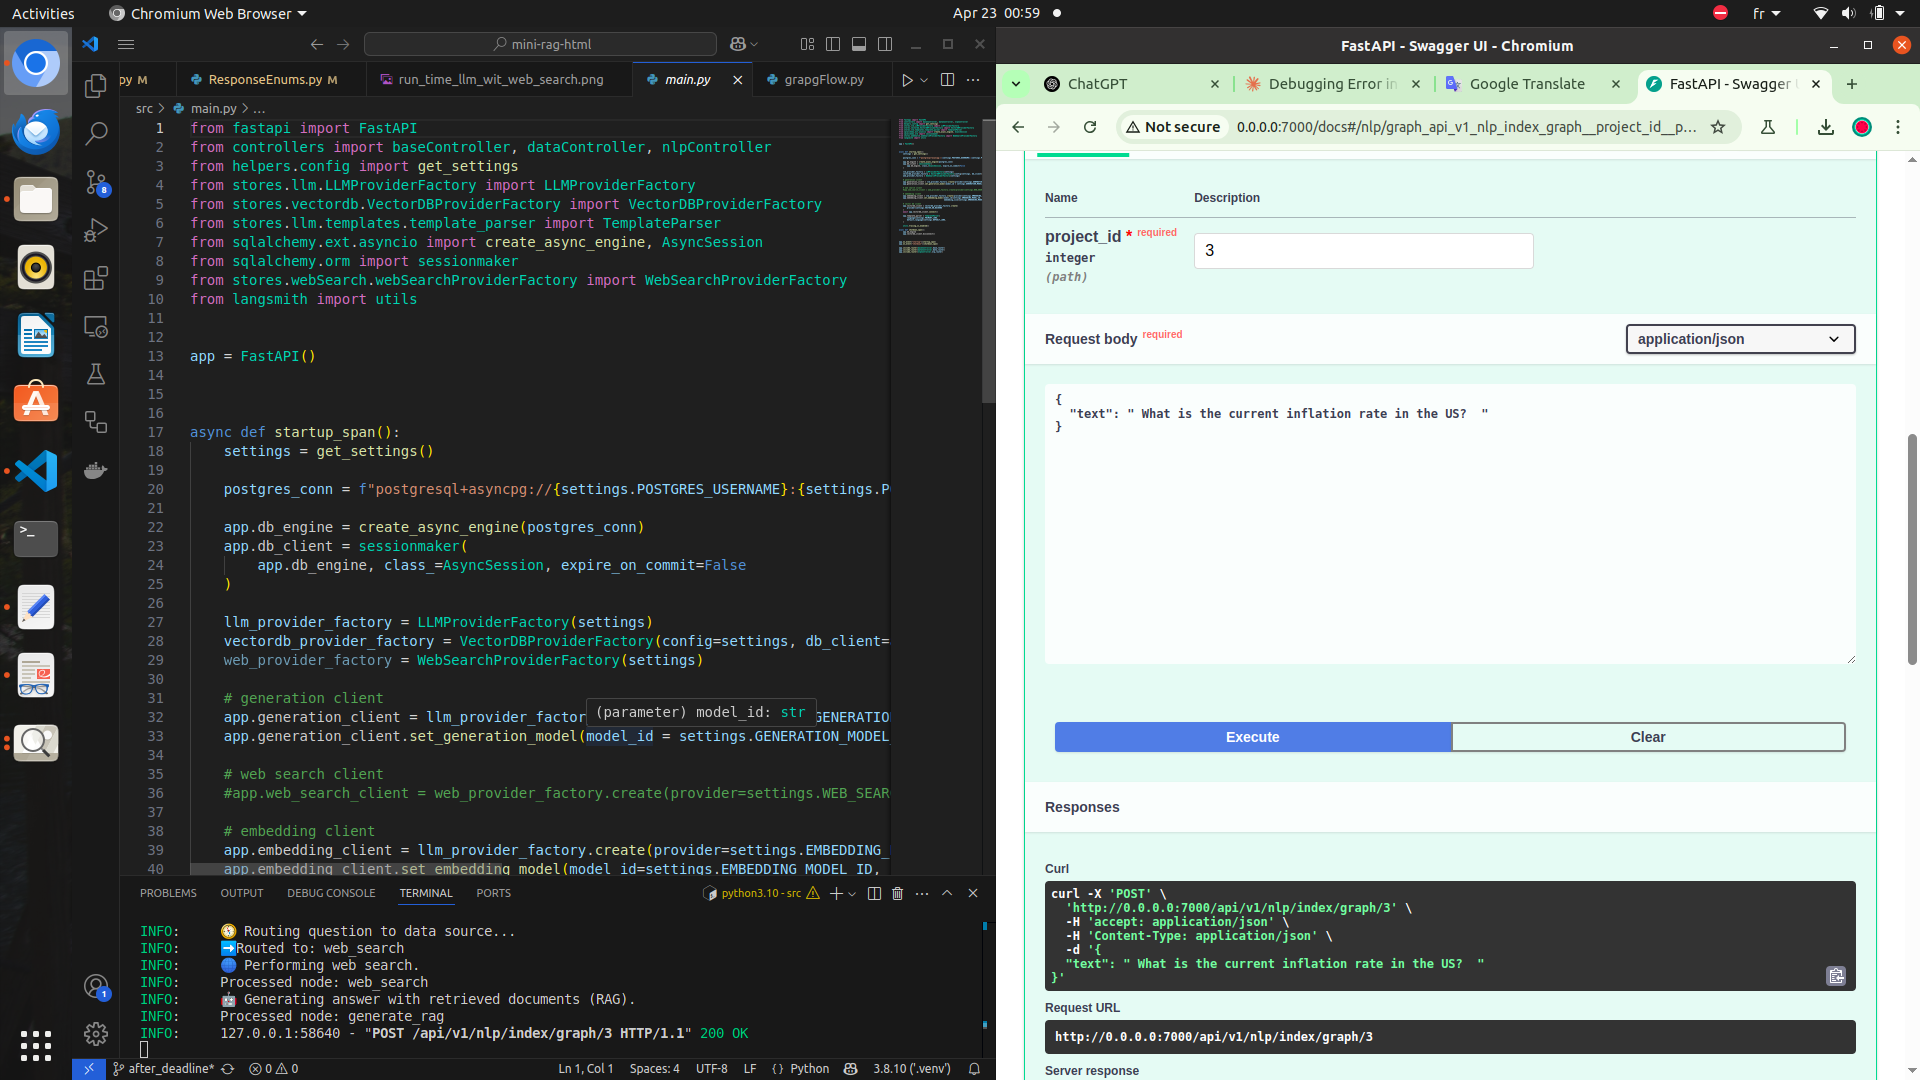 Activities
Chromium Web Browser
Apr 23 00:59
fr
mini-rag-html
py M
ResponseEnums.py M
run_time_llm_wit_web_search.png
main.py
grapgFlow.py
src > main.py > ...
1 from fastapi import FastAPI
2 from controllers import baseController, dataController, nlpController
3 from helpers.config import get_settings
4 from stores.llm.LLMProviderFactory import LLMProviderFactory
5 from stores.vectordb.VectorDBProviderFactory import VectorDBProviderFactory
6 from stores.llm.templates.template_parser import TemplateParser
7 from sqlalchemy.ext.asyncio import create_async_engine, AsyncSession
8 from sqlalchemy.orm import sessionmaker
9 from stores.webSearch.webSearchProviderFactory import WebSearchProviderFactory
10 from langsmith import utils
11
12
13 app = FastAPI()
14
15
16
17 async def startup_span():
18 settings = get_settings()
19
20 postgres_conn = f"postgresql+asyncpg://{settings.POSTGRES_USERNAME}:{settings.P
21
22 app.db_engine = create_async_engine(postgres_conn)
23 app.db_client = sessionmaker(
24 app.db_engine, class_=AsyncSession, expire_on_commit=False
25 )
26
27 llm_provider_factory = LLMProviderFactory(settings)
28 vectordb_provider_factory = VectorDBProviderFactory(config=settings, db_client=
29 web_provider_factory = WebSearchProviderFactory(settings)
30
31 # generation client
(parameter) model_id: str
32 app.generation_client = llm_provider_factor GENERATION
33 app.generation_client.set_generation_model(model_id = settings.GENERATION_MODEL
34
35 # web search client
36 #app.web_search_client = web_provider_factory.create(provider=settings.WEB_SEAR
37
38 # embedding client
39 app.embedding_client = llm_provider_factory.create(provider=settings.EMBEDDING_
40 app.embedding_client.set_embedding_model(model_id=settings.EMBEDDING_MODEL_ID,
PROBLEMS OUTPUT DEBUG CONSOLE TERMINAL PORTS
python3.10 - src
INFO: 🧭 Routing question to data source...
INFO: ➡️Routed to: web_search
INFO: 🌐 Performing web search.
INFO: Processed node: web_search
INFO: 🤖 Generating answer with retrieved documents (RAG).
INFO: Processed node: generate_rag
INFO: 127.0.0.1:58640 - "POST /api/v1/nlp/index/graph/3 HTTP/1.1" 200 OK
after_deadline*
0 0
Ln 1, Col 1
Spaces: 4
UTF-8
LF
{ } Python
3.8.10 ('.venv')
8
1
FastAPI - Swagger UI - Chromium
ChatGPT
Debugging Error in
Google Translate
FastAPI - Swagger
Not secure
0.0.0.0:7000/docs#/nlp/graph_api_v1_nlp_index_graph__project_id__p...
Name Description
project_id * required
integer
(path)
3
Request body required
application/json
{
"text": " What is the current inflation rate in the US?  "
}
Execute
Clear
Responses
Curl
curl -X 'POST' \
'http://0.0.0.0:7000/api/v1/nlp/index/graph/3' \
-H 'accept: application/json' \
-H 'Content-Type: application/json' \
-d '{
"text": " What is the current inflation rate in the US?  "
}'
Request URL
http://0.0.0.0:7000/api/v1/nlp/index/graph/3
Server response